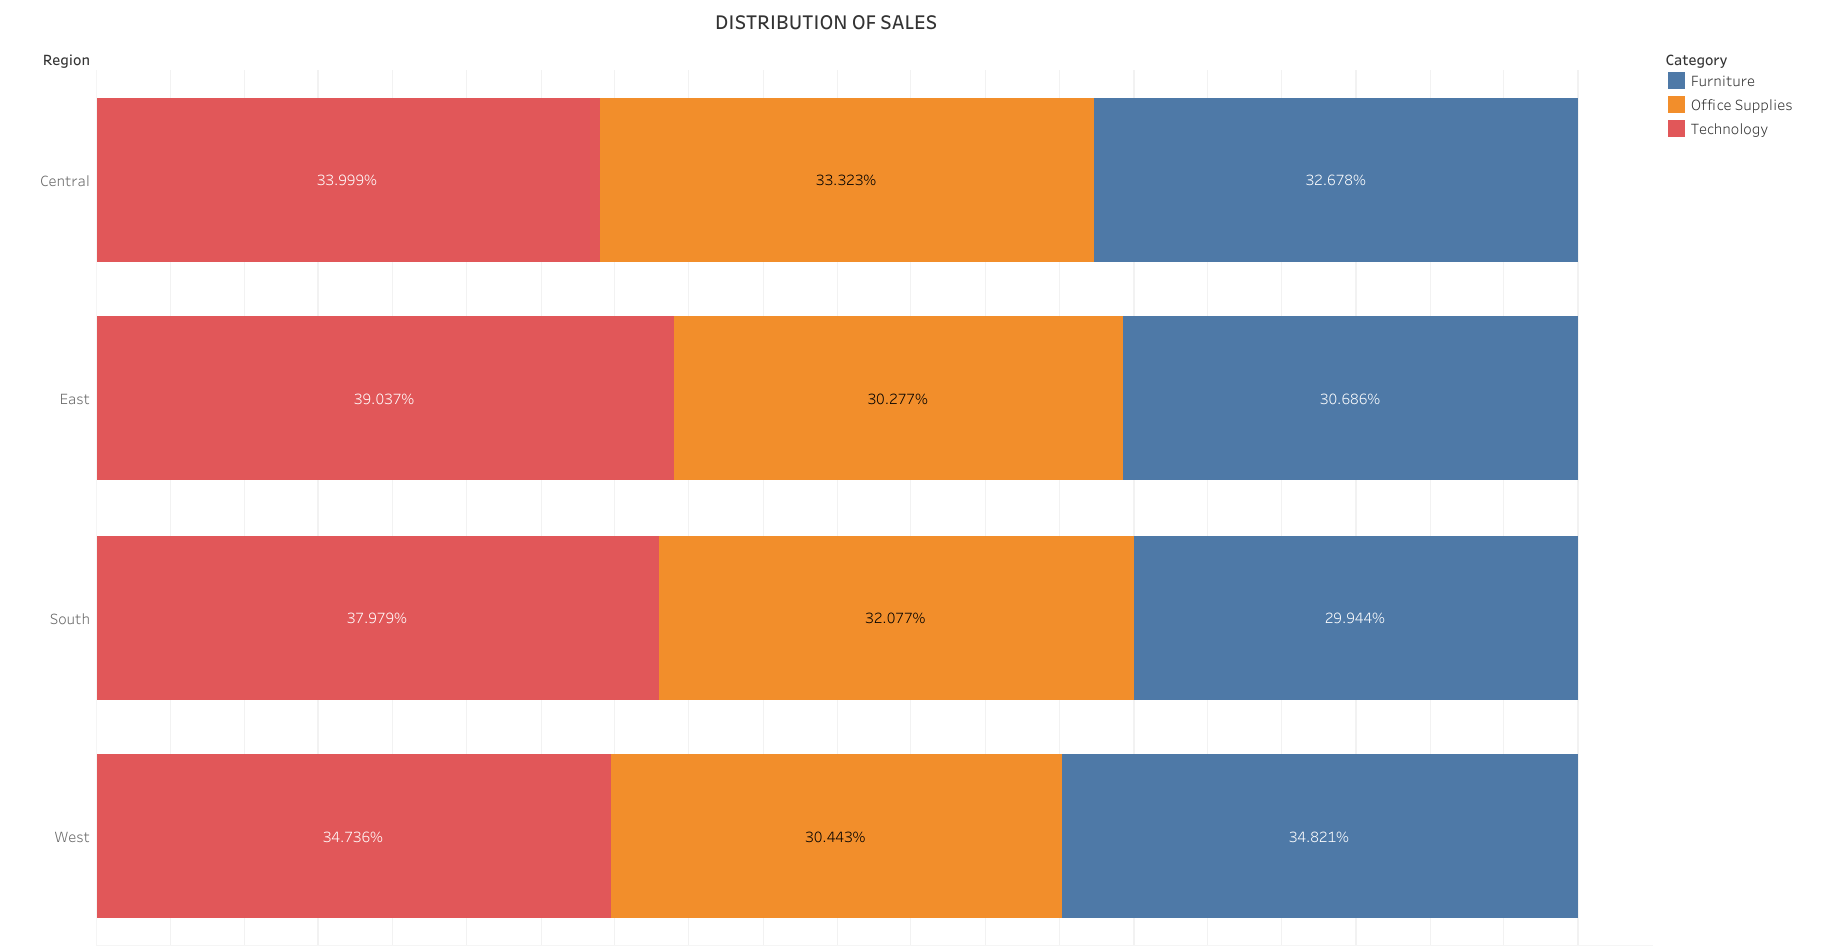 DISTRIBUTION OF SALES
Region
Category
Furniture
Office Supplies
Technology
Central
33.999%
33.323%
32.678%
East
39.037%
30.277%
30.686%
South
37.979%
32.077%
29.944%
West
34.736%
30.443%
34.821%